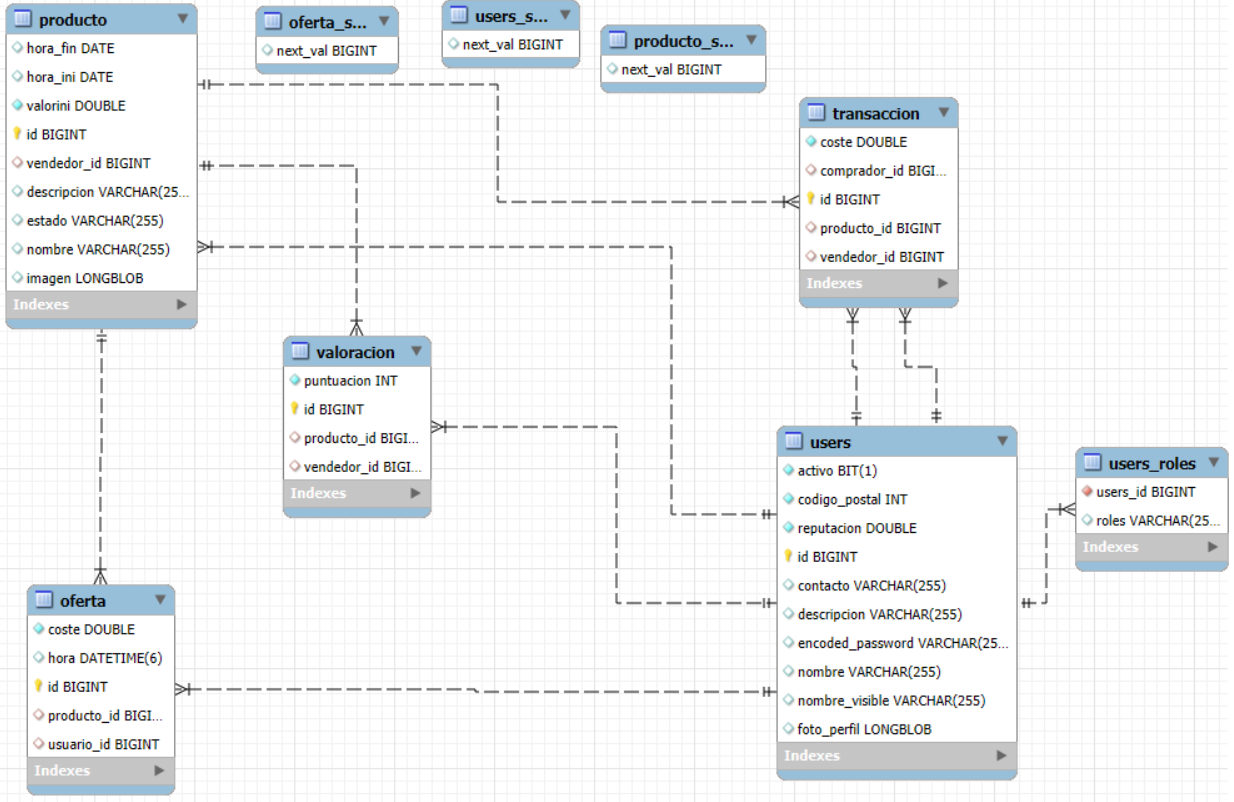 producto
hora_fin DATE
hora_ini DATE
valorini DOUBLE
id BIGINT
vendedor_id BIGINT
descripcion VARCHAR(25...
estado VARCHAR(255)
nombre VARCHAR(255)
imagen LONGBLOB
Indexes
oferta_s...
next_val BIGINT
users_s...
next_val BIGINT
producto_s...
next_val BIGINT
transaccion
coste DOUBLE
comprador_id BIGI...
id BIGINT
producto_id BIGINT
vendedor_id BIGINT
Indexes
valoracion
puntuacion INT
id BIGINT
producto_id BIGI...
vendedor_id BIGI...
Indexes
users
activo BIT(1)
codigo_postal INT
reputacion DOUBLE
id BIGINT
contacto VARCHAR(255)
descripcion VARCHAR(255)
encoded_password VARCHAR(25...
nombre VARCHAR(255)
nombre_visible VARCHAR(255)
foto_perfil LONGBLOB
Indexes
users_roles
users_id BIGINT
roles VARCHAR(25...
Indexes
oferta
coste DOUBLE
hora DATETIME(6)
id BIGINT
producto_id BIGI...
usuario_id BIGINT
Indexes